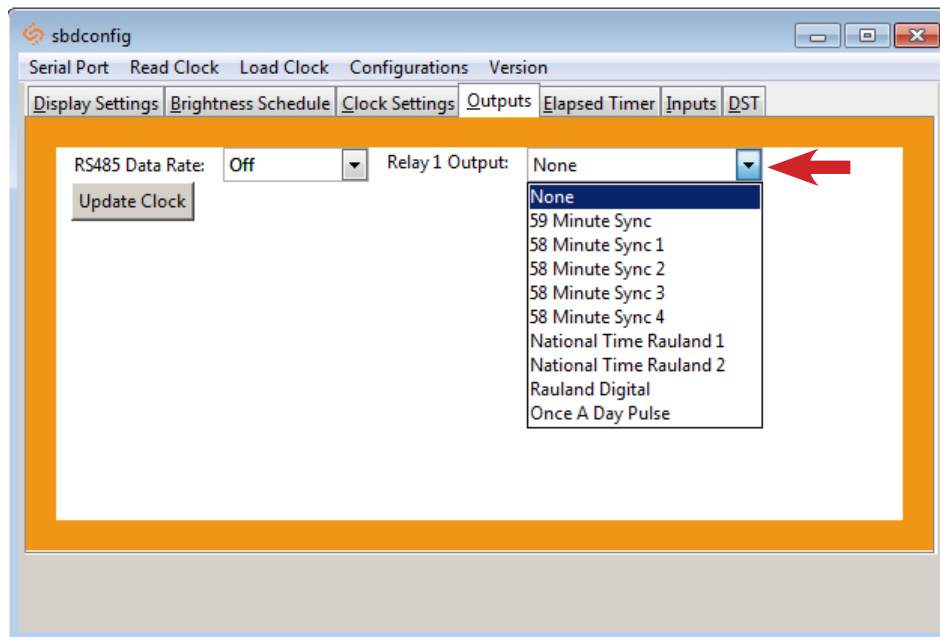 sbdconfig
Serial Port Read Clock Load Clock Configurations Version
Display Settings Brightness Schedule Clock Settings Outputs Elapsed Timer Inputs DST
RS485 Data Rate: Off Relay 1 Output: None
Update Clock
None
59 Minute Sync
58 Minute Sync 1
58 Minute Sync 2
58 Minute Sync 3
58 Minute Sync 4
National Time Rauland 1
National Time Rauland 2
Rauland Digital
Once A Day Pulse